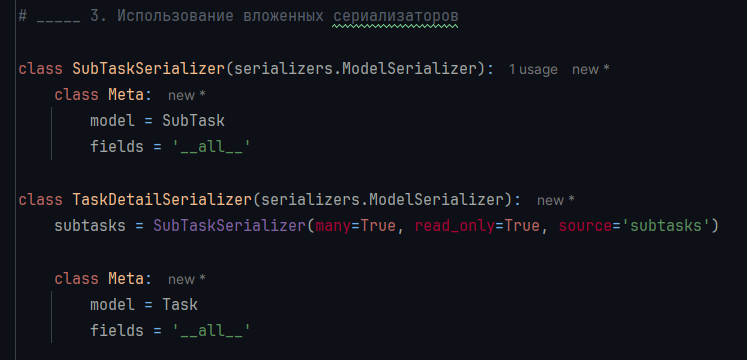 # _____ 3. Использование вложенных сериализаторов
class SubTaskSerializer(serializers.ModelSerializer): 1 usage new *
    class Meta: new *
        model = SubTask
        fields = '__all__'
class TaskDetailSerializer(serializers.ModelSerializer): new *
    subtasks = SubTaskSerializer(many=True, read_only=True, source='subtasks')
    class Meta: new *
        model = Task
        fields = '__all__'